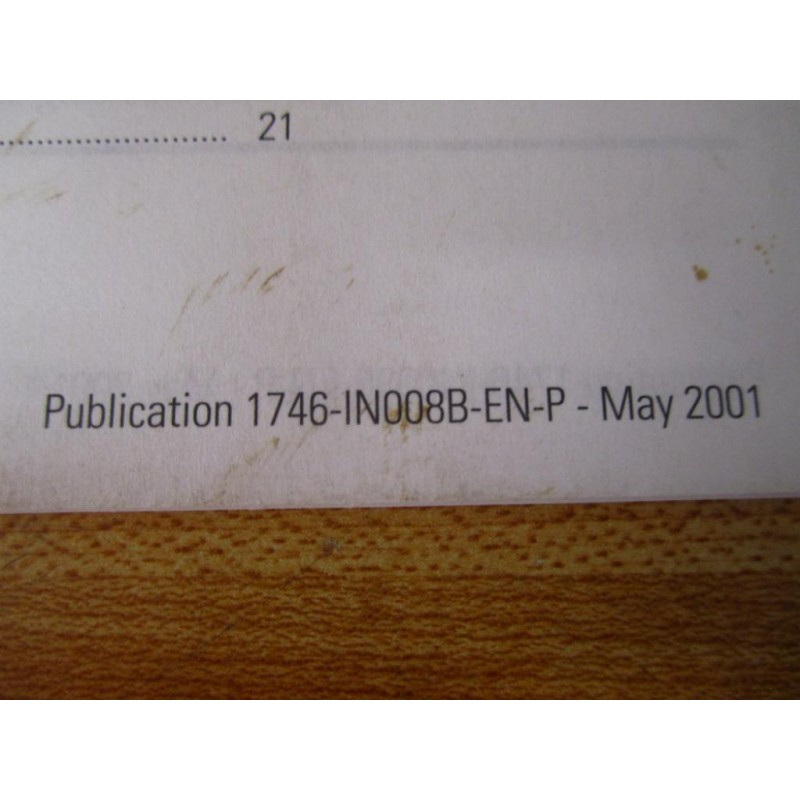 ........................ 21
Publication 1746-IN008B-EN-P - May 2001